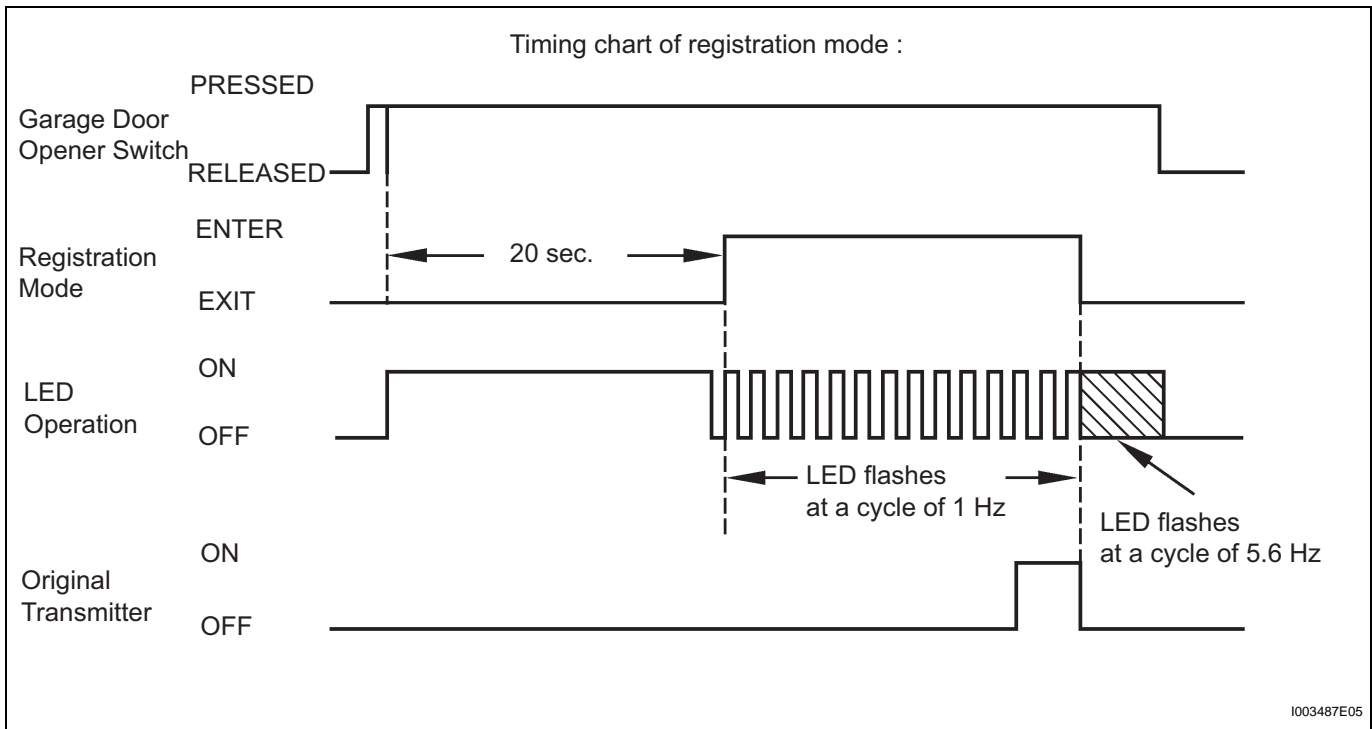 Timing chart of registration mode :
PRESSED
Garage Door
Opener Switch
RELEASED
ENTER
Registration
Mode
20 sec.
EXIT
ON
LED
Operation
OFF
LED flashes
at a cycle of 1 Hz
LED flashes
at a cycle of 5.6 Hz
ON
Original
Transmitter
OFF
I003487E05